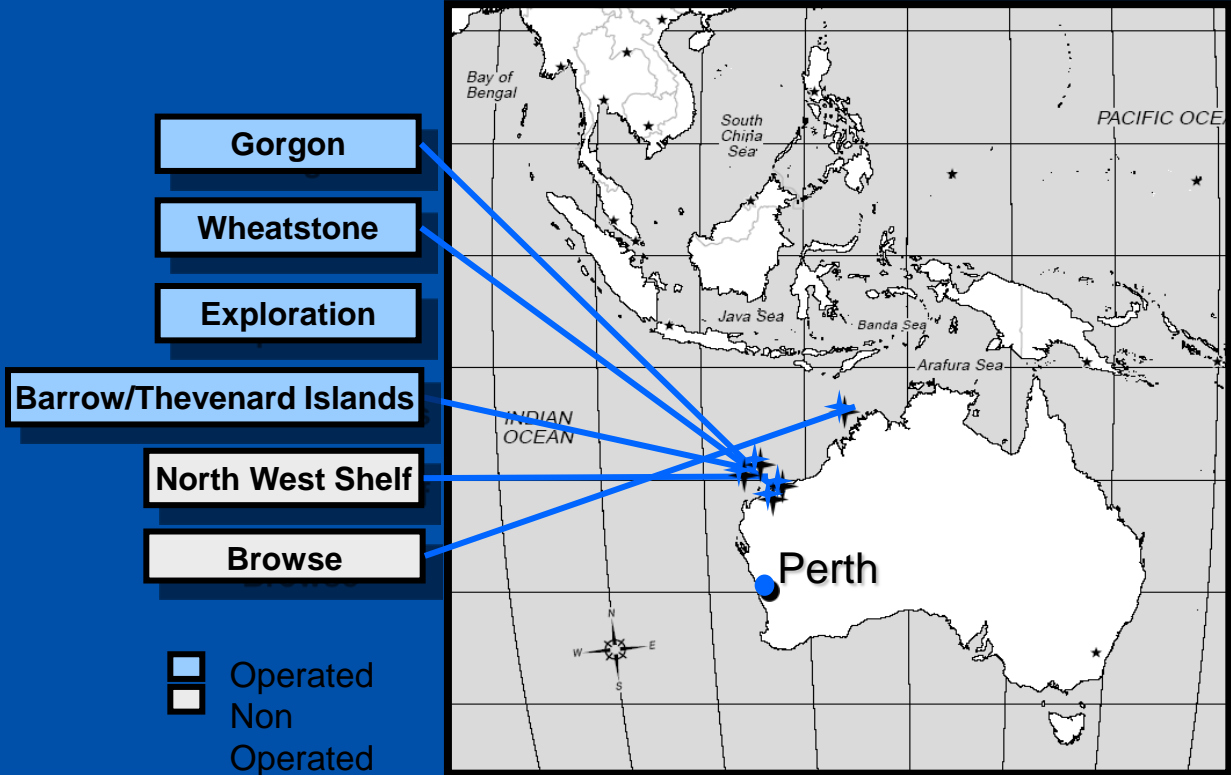 Gorgon
Wheatstone
Exploration
Barrow/Thevenard Islands
North West Shelf
Browse
Operated
Non
Operated
Bay of
Bengal
South
China
Sea
PACIFIC OCEA
Java Sea
Banda Sea
Arafura Sea
INDIAN
OCEAN
Perth
N
W
E
S